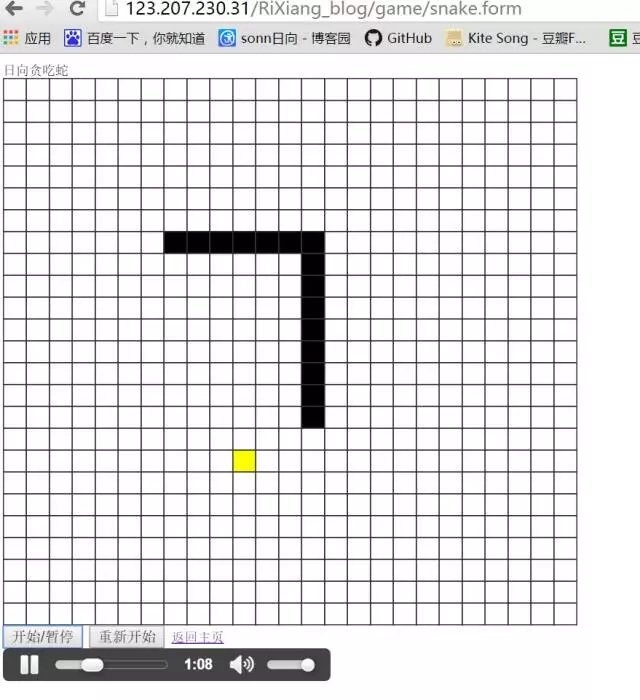 123.207.230.31/RiXiang_blog/game/snake.form
应用 百度一下，你就知道 sonn日向 - 博客园 GitHub Kite Song - 豆瓣F... 豆
日向贪吃蛇
开始/暂停 重新开始 返回主页
1:08